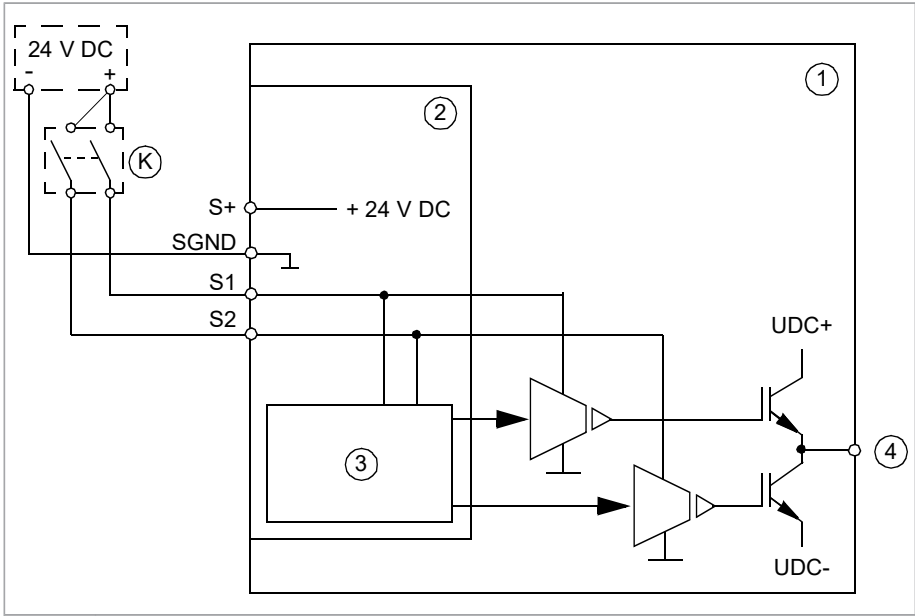 24 V DC
- +
1
2
K
S+
+ 24 V DC
SGND
S1
S2
UDC+
3
4
UDC-